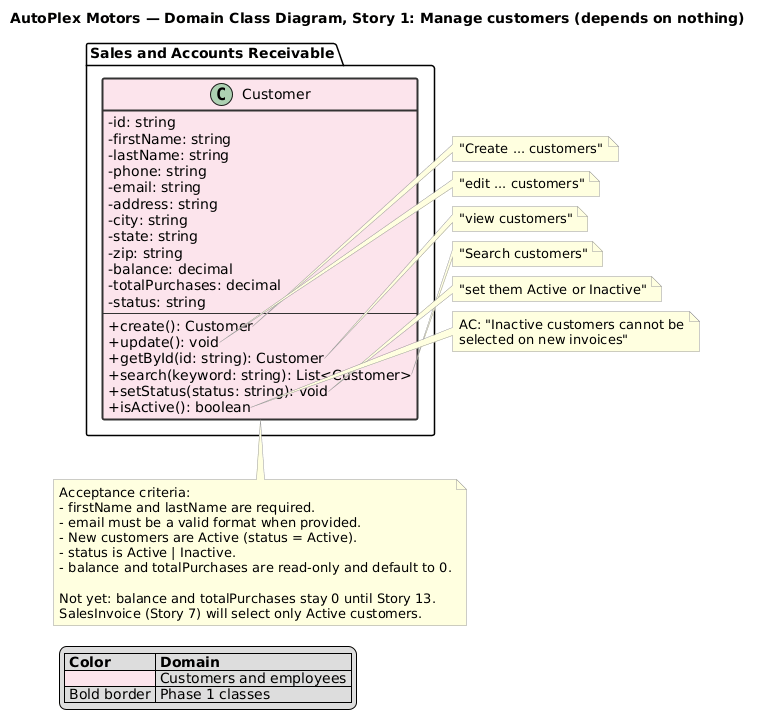 AutoPlex Motors — Domain Class Diagram, Story 1: Manage customers (depends on nothing)
Sales and Accounts Receivable
C Customer
-id: string
-firstName: string
-lastName: string
-phone: string
-email: string
-address: string
-city: string
-state: string
-zip: string
-balance: decimal
-totalPurchases: decimal
-status: string
+create(): Customer
+update(): void
+getById(id: string): Customer
+search(keyword: string): List<Customer>
+setStatus(status: string): void
+isActive(): boolean
"Create ... customers"
"edit ... customers"
"view customers"
"Search customers"
"set them Active or Inactive"
AC: "Inactive customers cannot be
selected on new invoices"
Acceptance criteria:
- firstName and lastName are required.
- email must be a valid format when provided.
- New customers are Active (status = Active).
- status is Active | Inactive.
- balance and totalPurchases are read-only and default to 0.
Not yet: balance and totalPurchases stay 0 until Story 13.
SalesInvoice (Story 7) will select only Active customers.
Color Domain
Customers and employees
Bold border Phase 1 classes